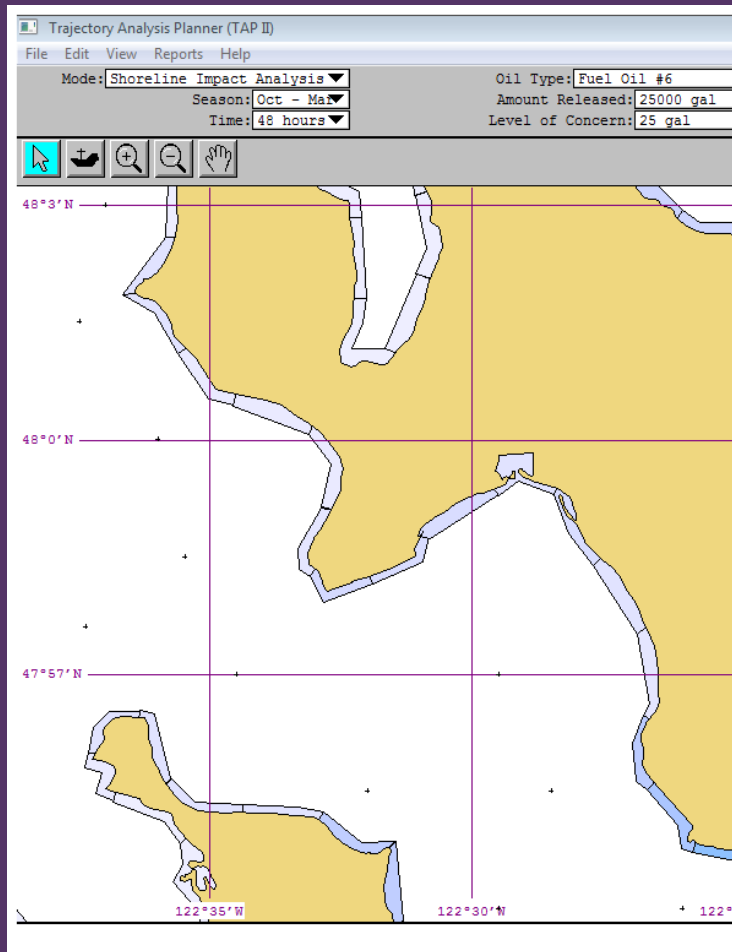 Trajectory Analysis Planner (TAP II)
File Edit View Reports Help
Mode: Shoreline Impact Analysis Oil Type: Fuel Oil #6
Season: Oct - Mar Amount Released: 25000 gal
Time: 48 hours Level of Concern: 25 gal
48°3'N
48°0'N
47°57'N
122°35'W 122°30'W 122°